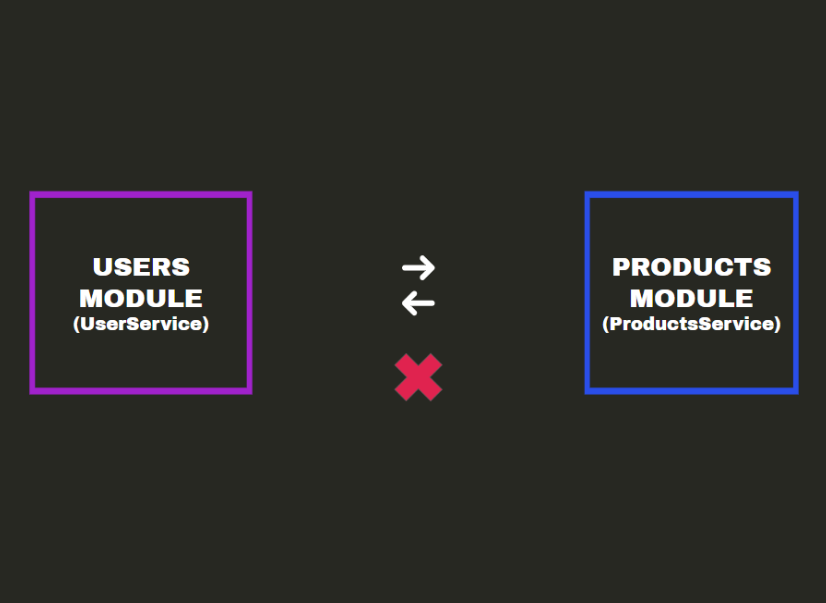 USERS
MODULE
(UserService)
PRODUCTS
MODULE
(ProductsService)